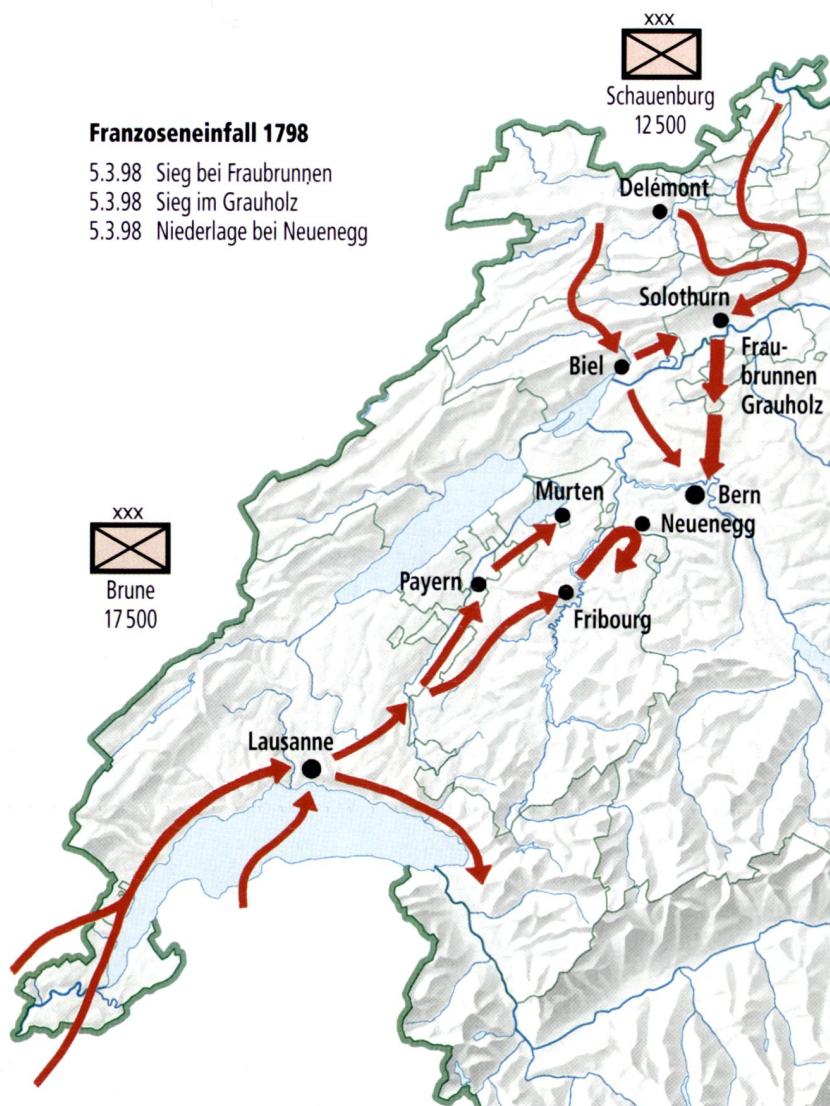 xxx
Schauenburg
12 500
Franzoseneinfall 1798
5.3.98 Sieg bei Fraubrunnen
5.3.98 Sieg im Grauholz
5.3.98 Niederlage bei Neuenegg
Delémont
Solothurn
Biel
Frau-
brunnen
Grauholz
Murten
Bern
Neuenegg
xxx
Brune
17 500
Payern
Fribourg
Lausanne